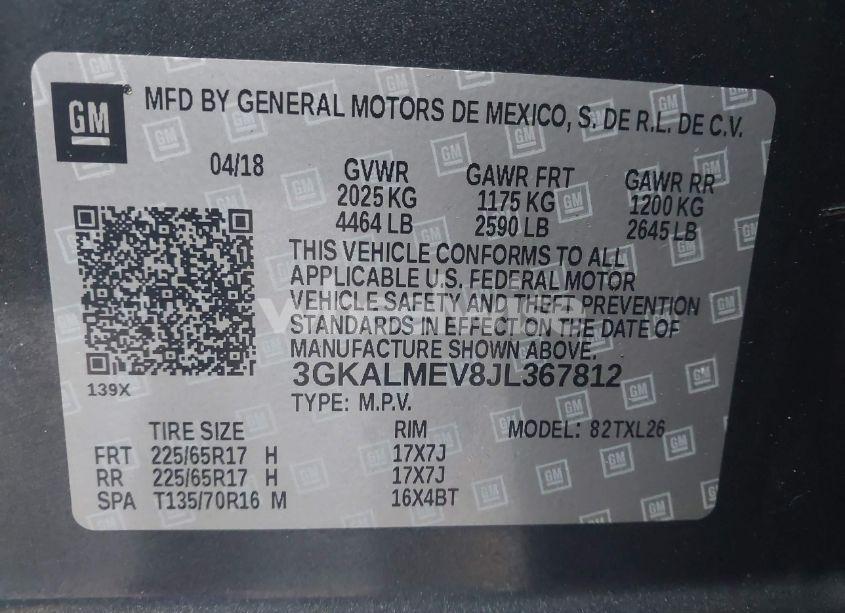 GM
MFD BY GENERAL MOTORS DE MEXICO, S. DE R.L. DE C.V.
04/18 GVWR GAWR FRT GAWR RR
2025 KG 1175 KG 1200 KG
4464 LB 2590 LB 2645 LB
THIS VEHICLE CONFORMS TO ALL
APPLICABLE U.S. FEDERAL MOTOR
VEHICLE SAFETY AND THEFT PREVENTION
STANDARDS IN EFFECT ON THE DATE OF
MANUFACTURE SHOWN ABOVE.
3GKALMEV8JL367812
139X
TYPE: M.P.V.
TIRE SIZE RIM MODEL: 82TXL26
FRT 225/65R17 H 17X7J
RR 225/65R17 H 17X7J
SPA T135/70R16 M 16X4BT